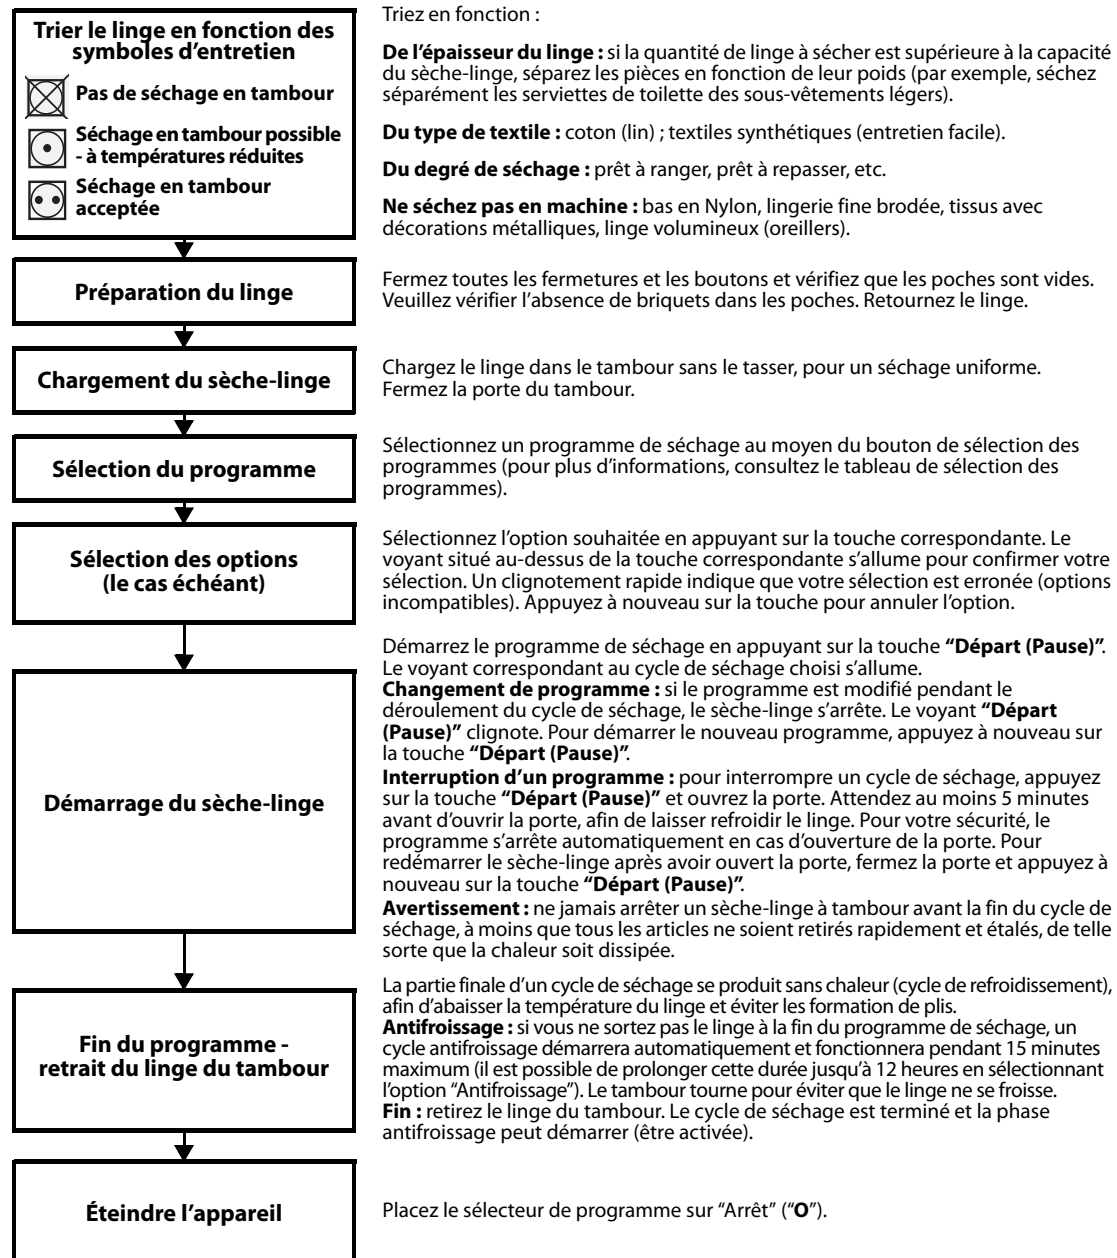 Trier le linge en fonction des
symboles d’entretien
Pas de séchage en tambour
Séchage en tambour possible
- à températures réduites
Séchage en tambour
acceptée
Triez en fonction :
De l’épaisseur du linge : si la quantité de linge à sécher est supérieure à la capacité
du sèche-linge, séparez les pièces en fonction de leur poids (par exemple, séchez
séparément les serviettes de toilette des sous-vêtements légers).
Du type de textile : coton (lin) ; textiles synthétiques (entretien facile).
Du degré de séchage : prêt à ranger, prêt à repasser, etc.
Ne séchez pas en machine : bas en Nylon, lingerie fine brodée, tissus avec
décorations métalliques, linge volumineux (oreillers).
Préparation du linge
Fermez toutes les fermetures et les boutons et vérifiez que les poches sont vides.
Veuillez vérifier l’absence de briquets dans les poches. Retournez le linge.
Chargement du sèche-linge
Chargez le linge dans le tambour sans le tasser, pour un séchage uniforme.
Fermez la porte du tambour.
Sélection du programme
Sélectionnez un programme de séchage au moyen du bouton de sélection des
programmes (pour plus d’informations, consultez le tableau de sélection des
programmes).
Sélection des options
(le cas échéant)
Sélectionnez l’option souhaitée en appuyant sur la touche correspondante. Le
voyant situé au-dessus de la touche correspondante s’allume pour confirmer votre
sélection. Un clignotement rapide indique que votre sélection est erronée (options
incompatibles). Appuyez à nouveau sur la touche pour annuler l’option.
Démarrage du sèche-linge
Démarrez le programme de séchage en appuyant sur la touche “Départ (Pause)”.
Le voyant correspondant au cycle de séchage choisi s’allume.
Changement de programme : si le programme est modifié pendant le
déroulement du cycle de séchage, le sèche-linge s’arrête. Le voyant “Départ
(Pause)” clignote. Pour démarrer le nouveau programme, appuyez à nouveau sur
la touche “Départ (Pause)”.
Interruption d’un programme : pour interrompre un cycle de séchage, appuyez
sur la touche “Départ (Pause)” et ouvrez la porte. Attendez au moins 5 minutes
avant d’ouvrir la porte, afin de laisser refroidir le linge. Pour votre sécurité, le
programme s’arrête automatiquement en cas d’ouverture de la porte. Pour
redémarrer le sèche-linge après avoir ouvert la porte, fermez la porte et appuyez à
nouveau sur la touche “Départ (Pause)”.
Avertissement : ne jamais arrêter un sèche-linge à tambour avant la fin du cycle de
séchage, à moins que tous les articles ne soient retirés rapidement et étalés, de telle
sorte que la chaleur soit dissipée.
Fin du programme -
retrait du linge du tambour
La partie finale d’un cycle de séchage se produit sans chaleur (cycle de refroidissement),
afin d’abaisser la température du linge et éviter les formation de plis.
Antifroissage : si vous ne sortez pas le linge à la fin du programme de séchage, un
cycle antifroissage démarrera automatiquement et fonctionnera pendant 15 minutes
maximum (il est possible de prolonger cette durée jusqu’à 12 heures en sélectionnant
l’option “Antifroissage”). Le tambour tourne pour éviter que le linge ne se froisse.
Fin : retirez le linge du tambour. Le cycle de séchage est terminé et la phase
antifroissage peut démarrer (être activée).
Éteindre l’appareil
Placez le sélecteur de programme sur “Arrêt” (“O”).